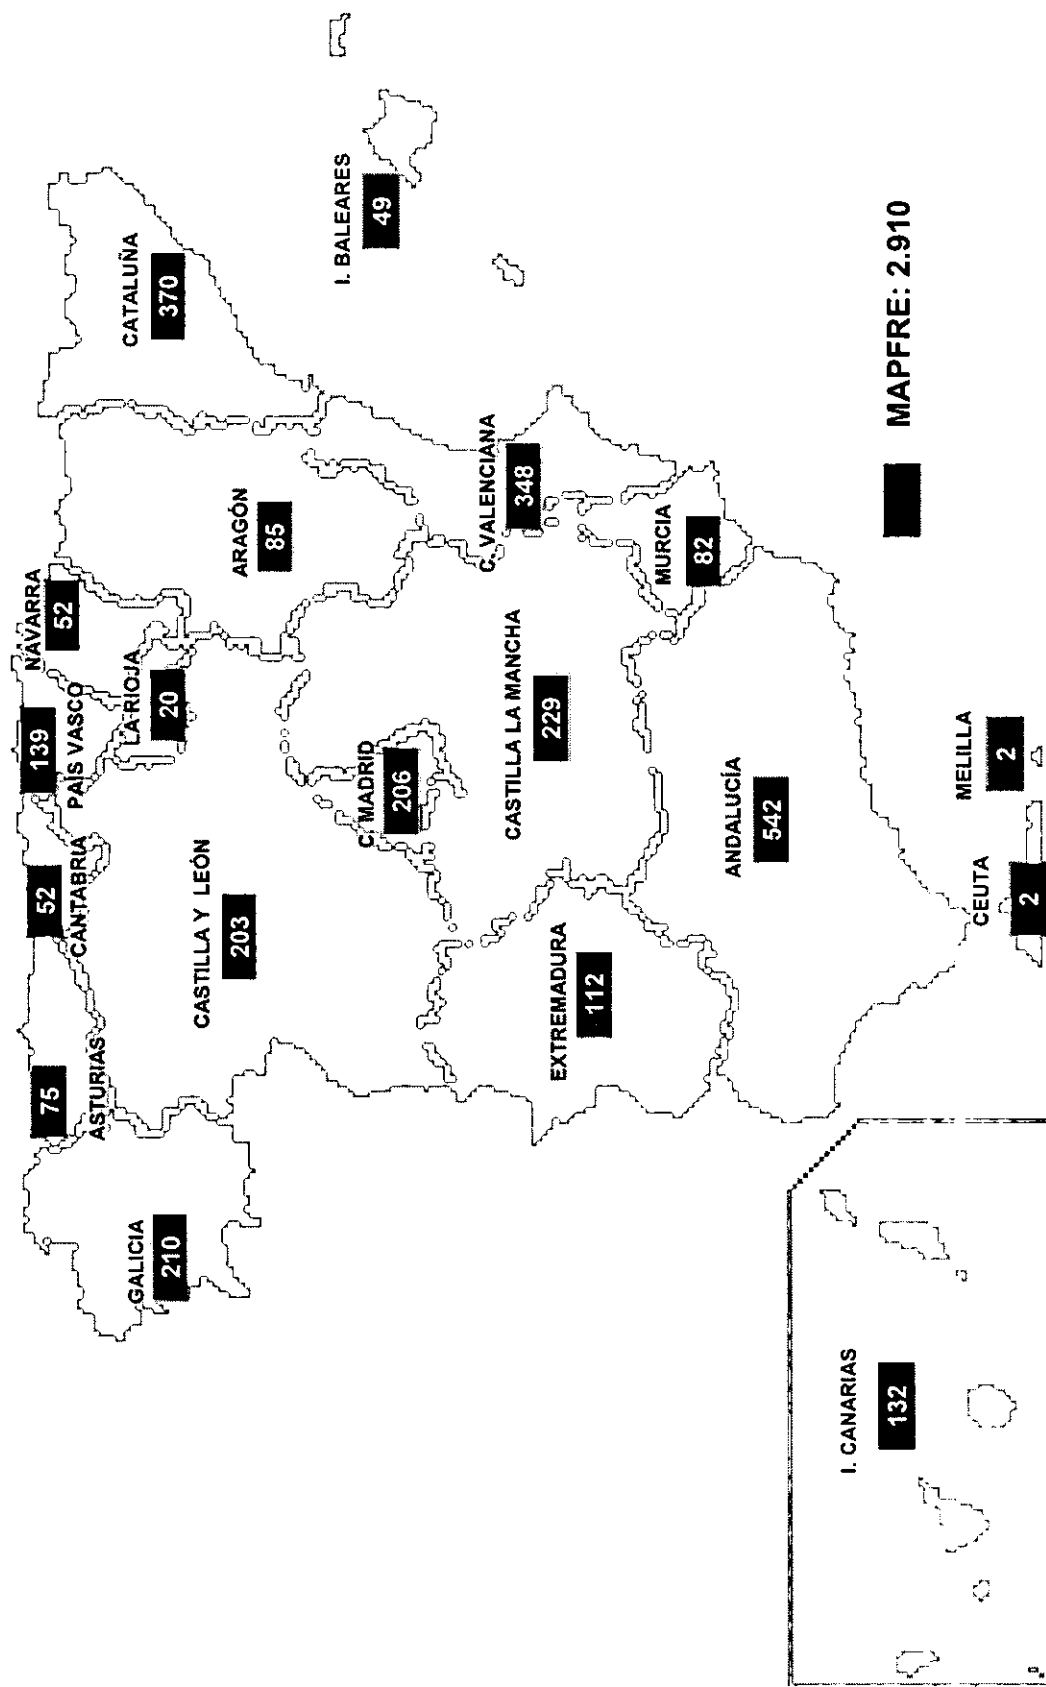 75
ASTURIAS
52
CANTABRIA
139
PAÍS VASCO
NAVARRA
52
GALICIA
210
LA RIOJA
20
CATALUÑA
370
CASTILLA Y LEÓN
203
ARAGÓN
85
I. BALEARES
49
C. MADRID
206
C. VALENCIANA
348
CASTILLA LA MANCHA
229
EXTREMADURA
112
MURCIA
82
ANDALUCÍA
542
I. CANARIAS
132
CEUTA
2
MELILLA
2
MAPFRE: 2.910